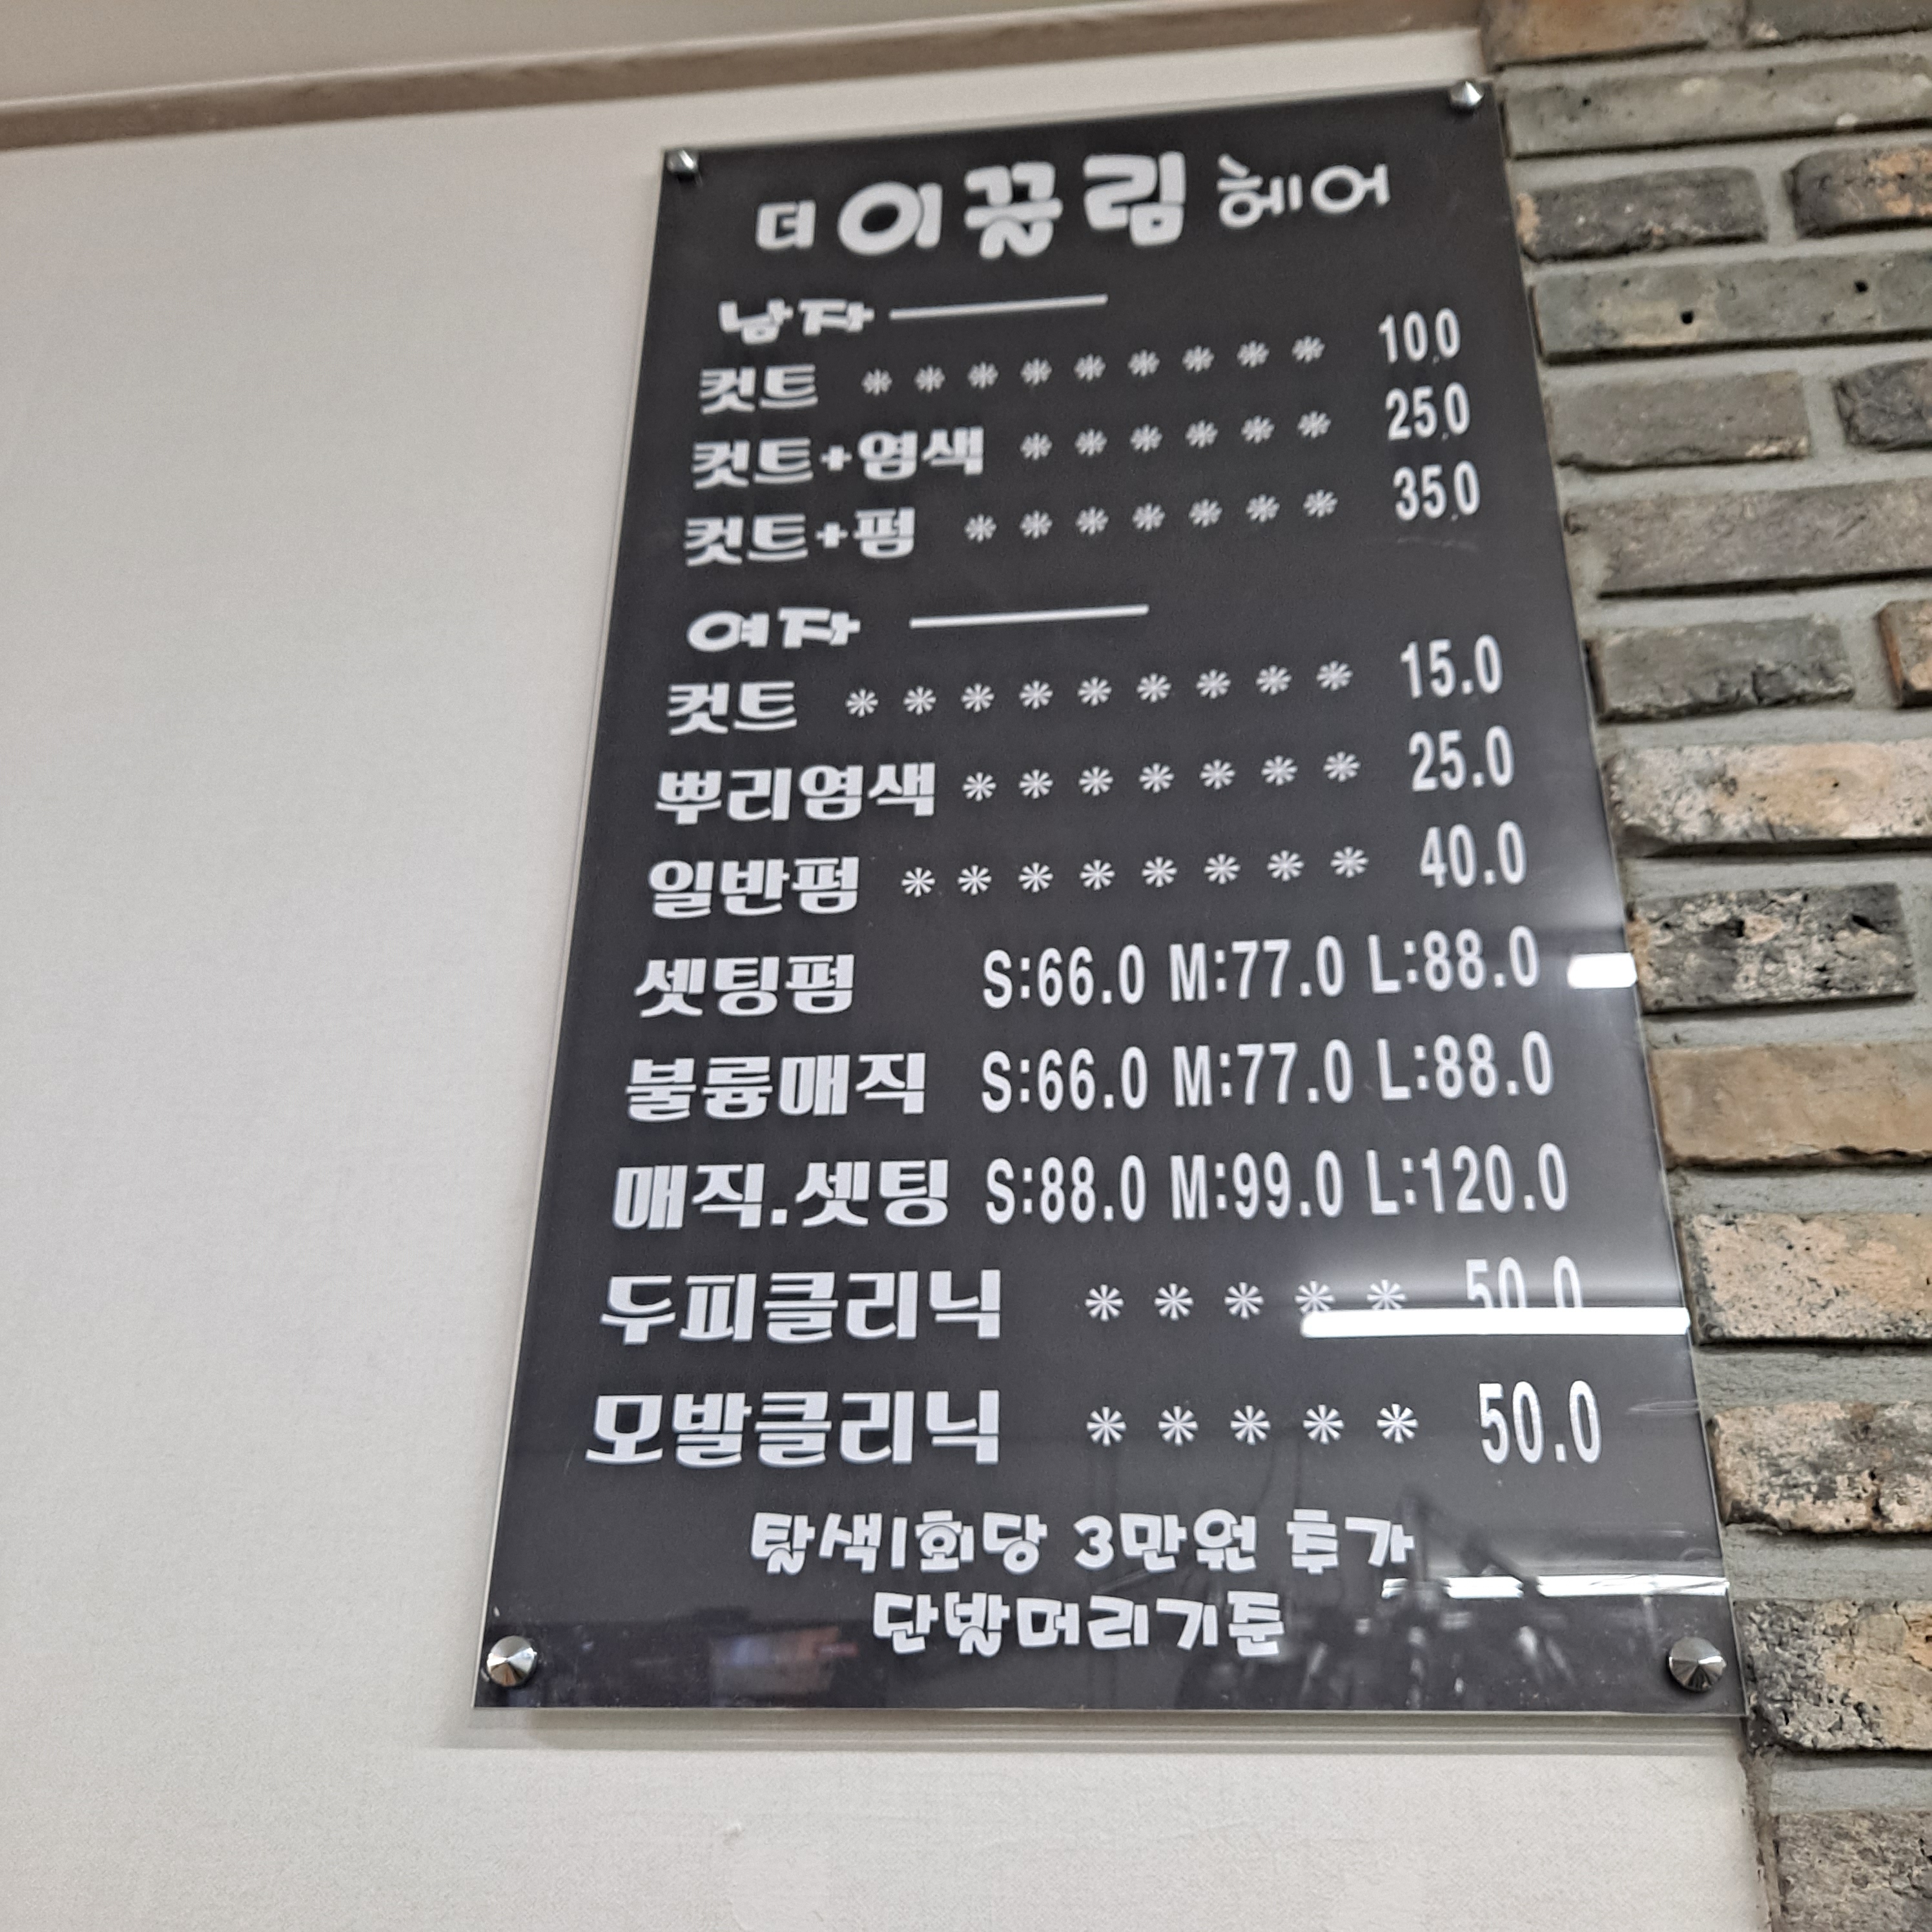 더 이끌림 헤어
남자
컷트 * * * * * * * * * 10.0
컷트+염색 * * * * * * 25.0
컷트+펌 * * * * * * * 35.0
여자
컷트 * * * * * * * * * 15.0
뿌리염색 * * * * * * * 25.0
일반펌 * * * * * * * * 40.0
셋팅펌 S:66.0 M:77.0 L:88.0
볼륭매직 S:66.0 M:77.0 L:88.0
매직.셋팅 S:88.0 M:99.0 L:120.0
두피클리닉 * * * * * 50.0
모발클리닉 * * * * * 50.0
탈색1회당 3만원 추가
단발머리기준